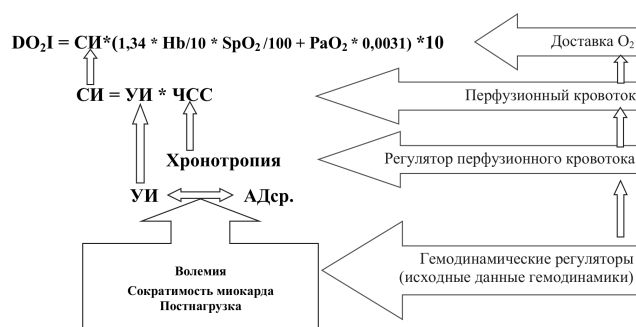 DO₂I = СИ*(1,34 * Hb/10 * SpO₂/100 + PaO₂ * 0,0031) *10
Доставка O₂
СИ = УИ * ЧСС
Перфузионный кровоток
Хронотропия
Регулятор перфузионного кровотока
УИ
АДср.
Волемия
Сократимость миокарда
Постнагрузка
Гемодинамические регуляторы
(исходные данные гемодинамики)